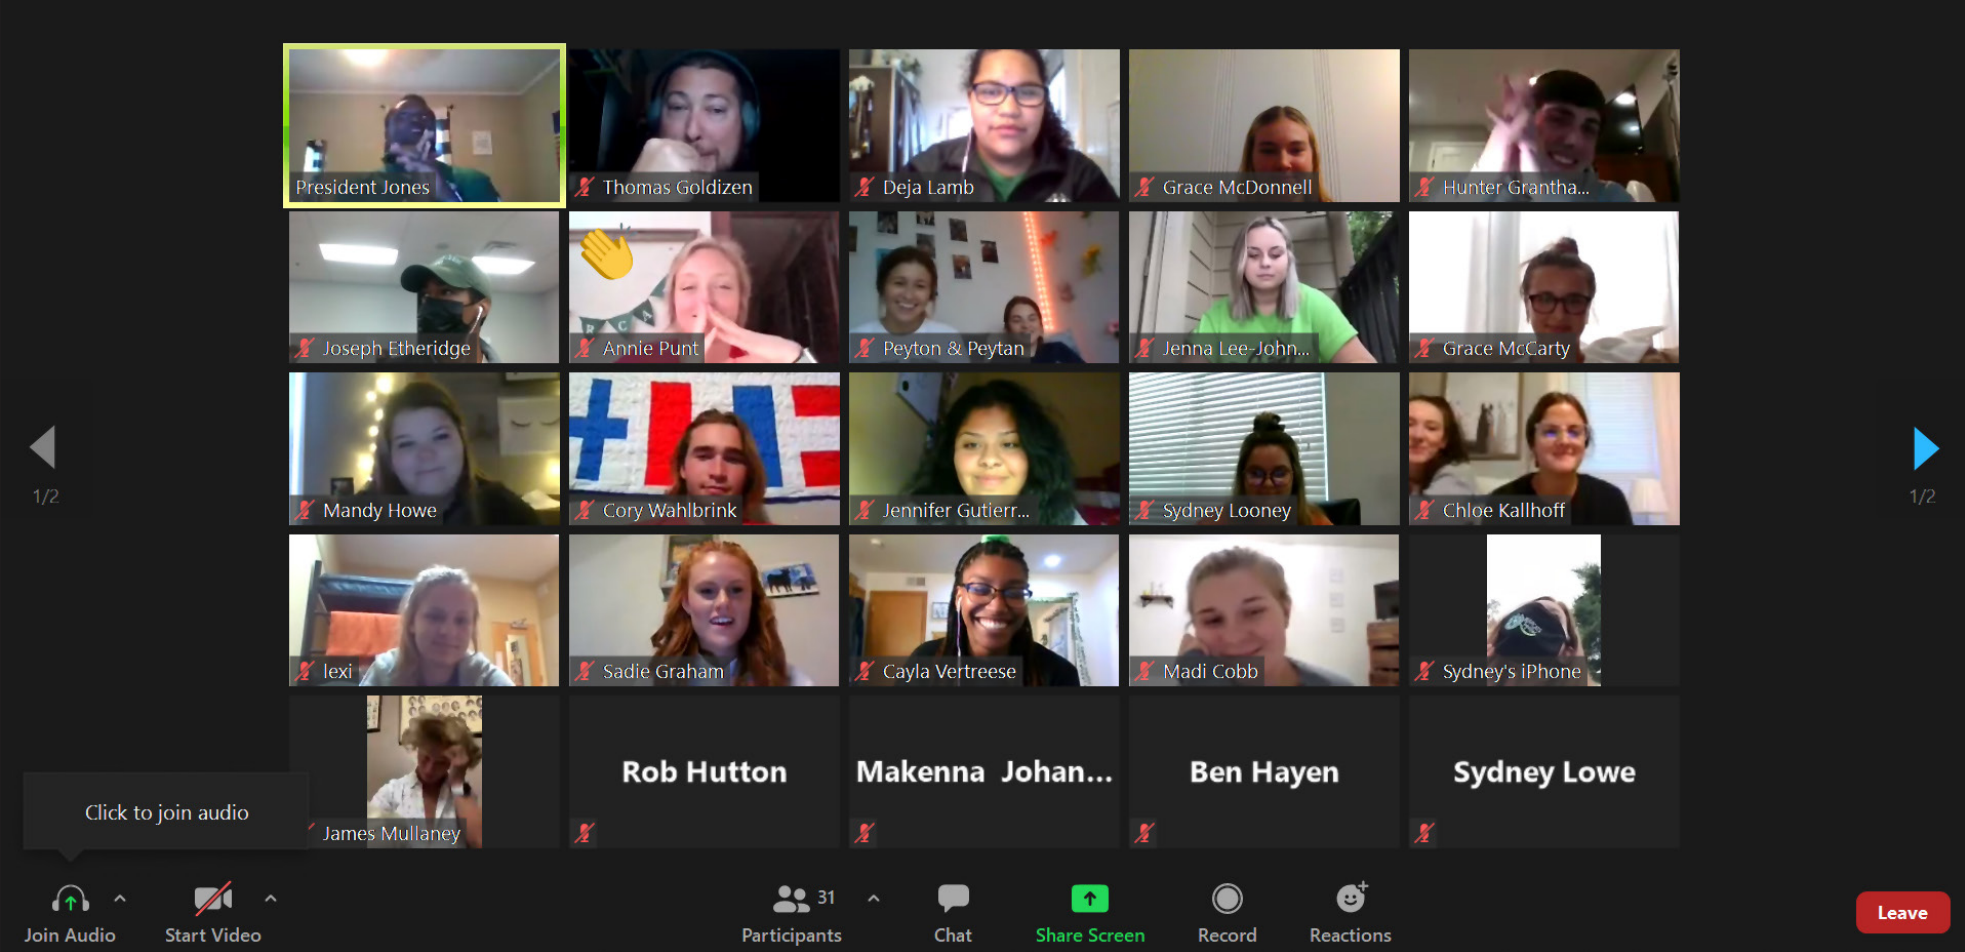 President Jones
Thomas Goldizen
Deja Lamb
Grace McDonnell
Hunter Grantha...
Joseph Etheridge
Annie Punt
R C A
Peyton & Peytan
Jenna Lee-John...
Grace McCarty
1/2
1/2
Mandy Howe
Cory Wahlbrink
Jennifer Gutierr...
Sydney Looney
Chloe Kallhoff
lexi
Sadie Graham
Cayla Vertreese
Madi Cobb
Sydney's iPhone
James Mullaney
Rob Hutton
Makenna Johan...
Ben Hayen
Sydney Lowe
Click to join audio
Join Audio
Start Video
31
Participants
Chat
Share Screen
Record
Reactions
Leave